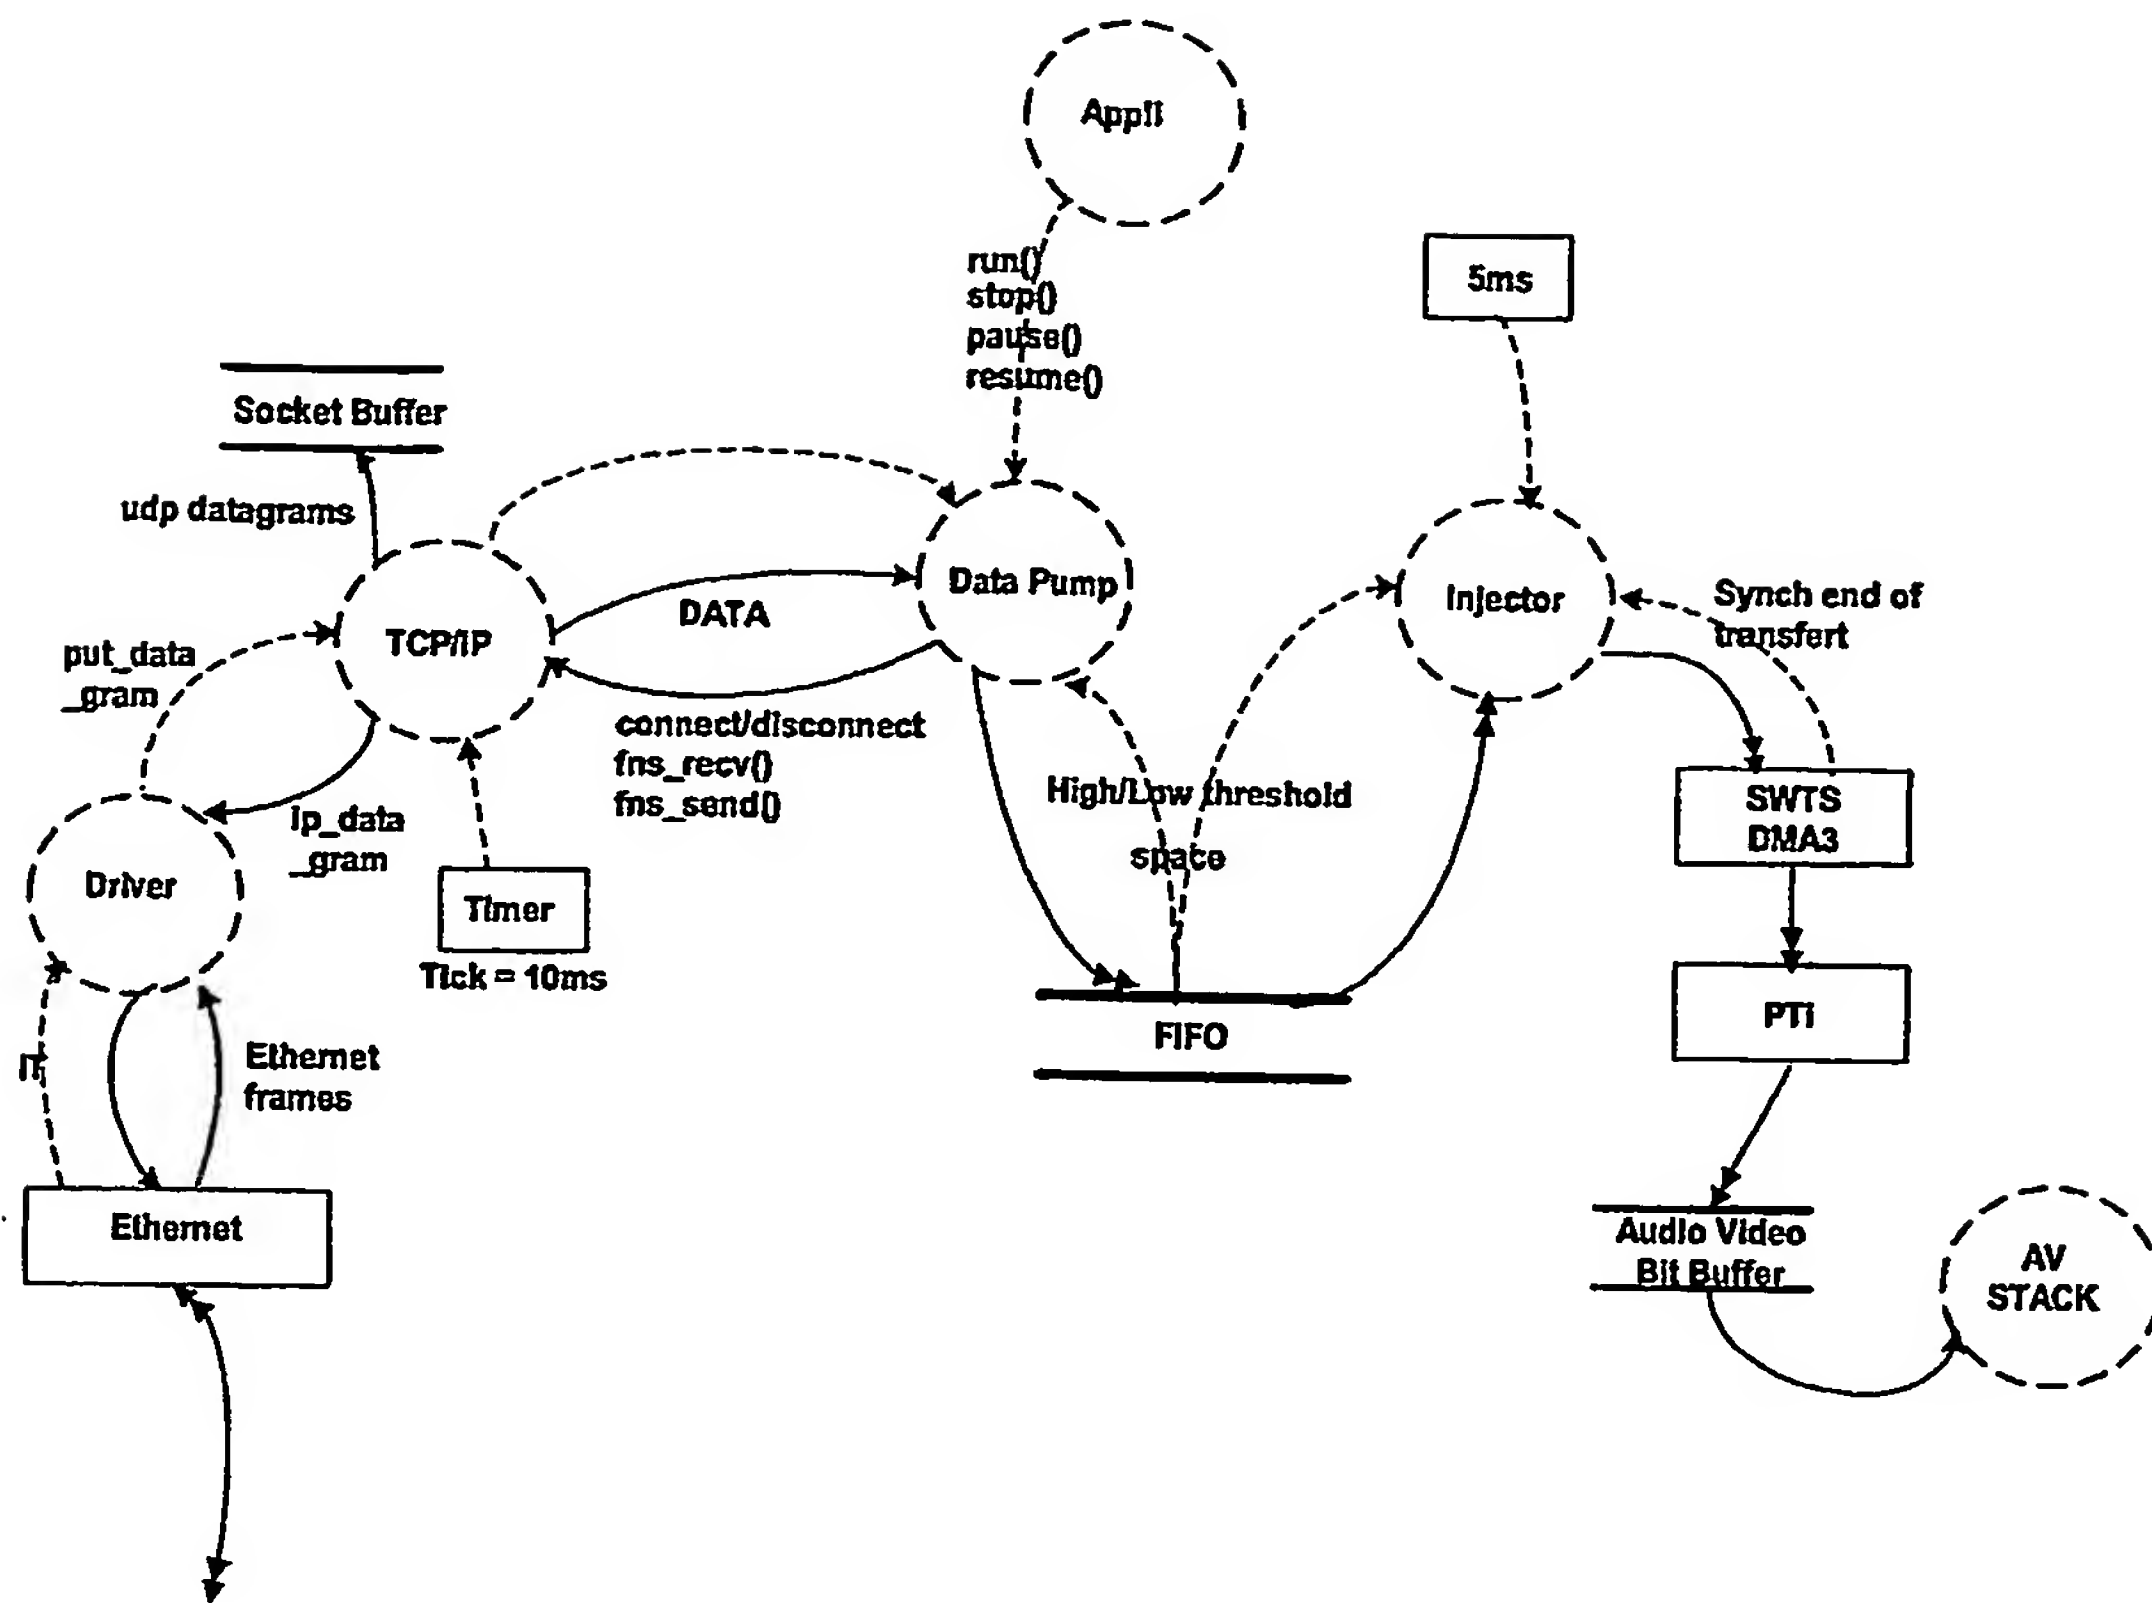 Appli
run()
stop()
pause()
resume()
5ms
Socket Buffer
udp datagrams
Data Pump
Injector
Synch end of
transfert
DATA
TCP/IP
put_data
_gram
connect/disconnect
fns_recv()
fns_send()
High/Low threshold
space
SWTS
DMA3
ip_data
_gram
Driver
Timer
Tick = 10ms
PTI
FIFO
IT
Ethernet
frames
Ethernet
Audio Video
Bit Buffer
AV
STACK